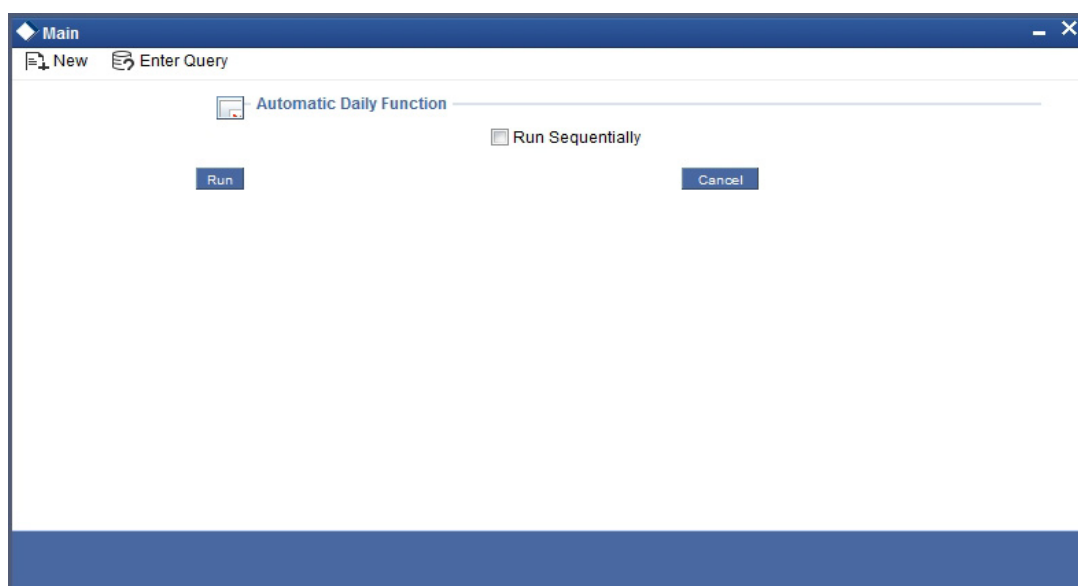 Main
New Enter Query
Automatic Daily Function
Run Sequentially
Run Cancel